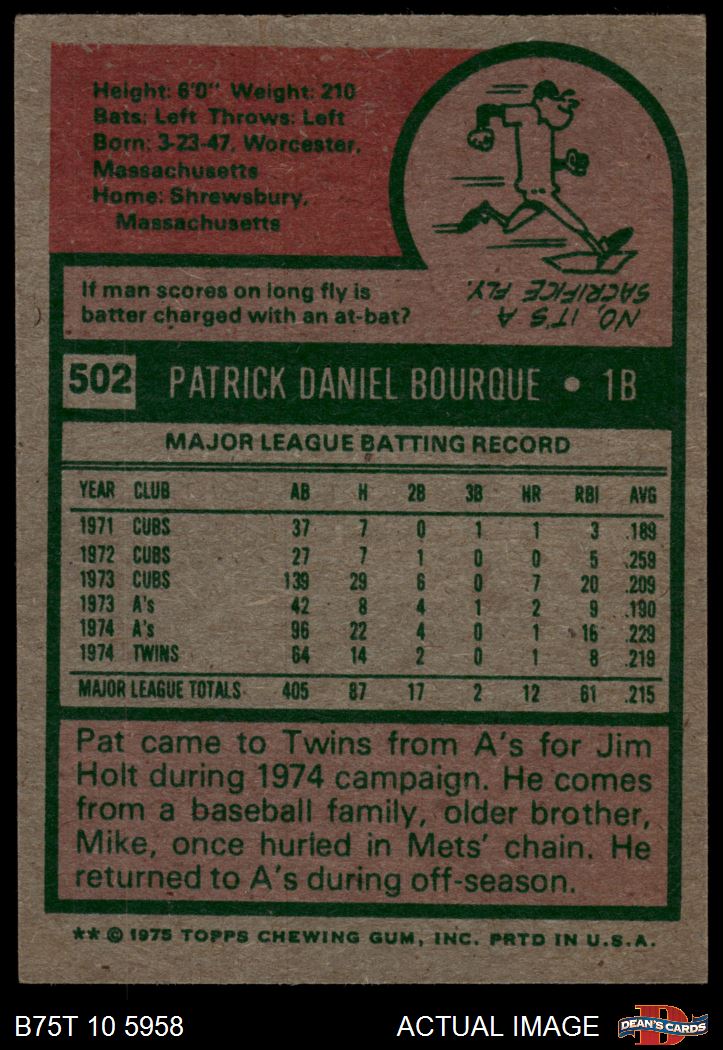 Height: 6'0" Weight: 210
Bats: Left Throws: Left
Born: 3-23-47, Worcester,
Massachusetts
Home: Shrewsbury,
Massachusetts
If man scores on long fly is
batter charged with an at-bat?
NO, IT'S A
SACRIFICE FLY.
502 PATRICK DANIEL BOURQUE • 1B
MAJOR LEAGUE BATTING RECORD
YEAR CLUB AB H 2B 3B HR RBI AVG
1971 CUBS 37 7 0 1 1 3 .189
1972 CUBS 27 7 1 0 0 5 .259
1973 CUBS 139 29 6 0 7 20 .209
1973 A's 42 8 4 1 2 9 .190
1974 A's 96 22 4 0 1 16 .229
1974 TWINS 64 14 2 0 1 8 .219
MAJOR LEAGUE TOTALS 405 87 17 2 12 61 .215
Pat came to Twins from A's for Jim
Holt during 1974 campaign. He comes
from a baseball family, older brother,
Mike, once hurled in Mets' chain. He
returned to A's during off-season.
** © 1975 TOPPS CHEWING GUM, INC. PRTD IN U.S.A.
B75T 10 5958 ACTUAL IMAGE D DEAN'S CARDS